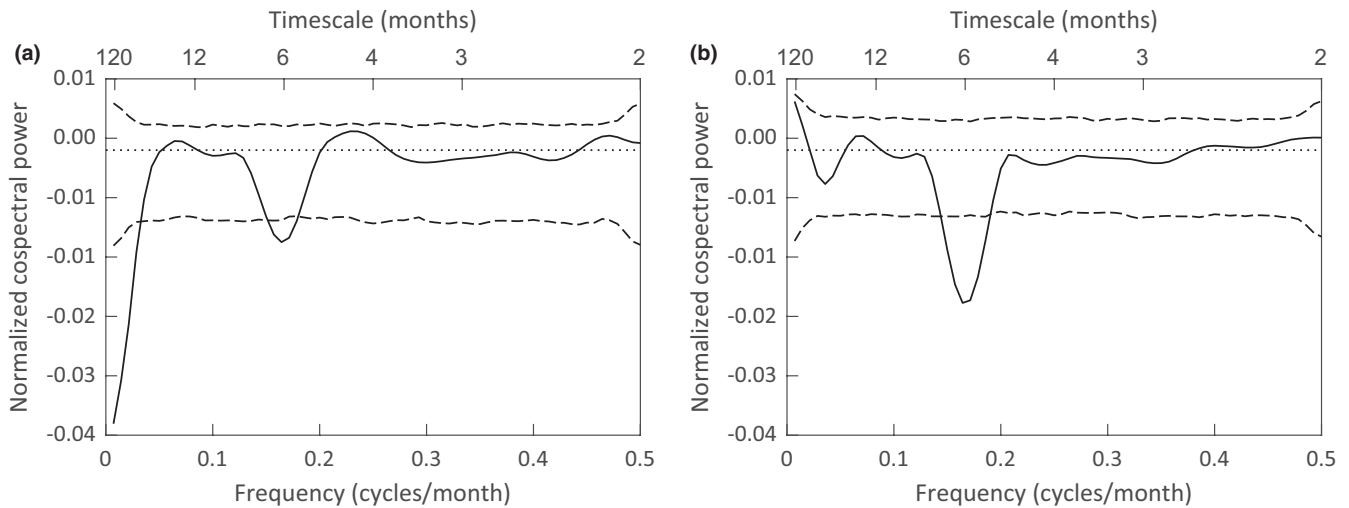 Timescale (months)
(a)
120 12 6 4 3 2
0.01
0.00
-0.01
-0.01
-0.02
-0.03
-0.04
Normalized cospectral power
0 0.1 0.2 0.3 0.4 0.5
Frequency (cycles/month)
Timescale (months)
(b)
120 12 6 4 3 2
0.01
0.00
-0.01
-0.01
-0.02
-0.03
-0.04
Normalized cospectral power
0 0.1 0.2 0.3 0.4 0.5
Frequency (cycles/month)